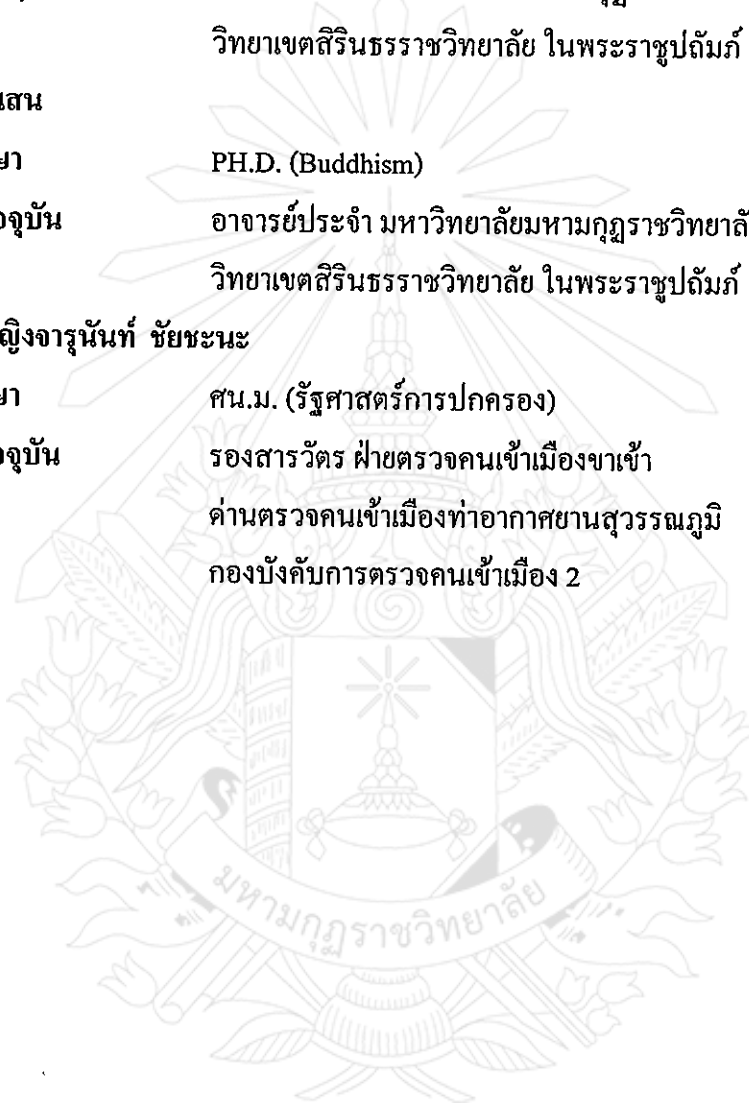 วิทยาเขตสิรินธรราชวิทยาลัย ในพระราชูปถัมภ์
PH.D. (Buddhism)
จจุบัน อาจารย์ประจำ มหาวิทยาลัยมหามกุฏราชวิทยาลั
วิทยาเขตสิรินธรราชวิทยาลัย ในพระราชูปถัมภ์
ญิงจารุนันท์ ชัยชะนะ
ศน.ม. (รัฐศาสตร์การปกครอง)
จจุบัน รองสารวัตร ฝ่ายตรวจคนเข้าเมืองขาเข้า
ด่านตรวจคนเข้าเมืองท่าอากาศยานสุวรรณภูมิ
กองบังคับการตรวจคนเข้าเมือง 2
มหามกุฏราชวิทยาลัย